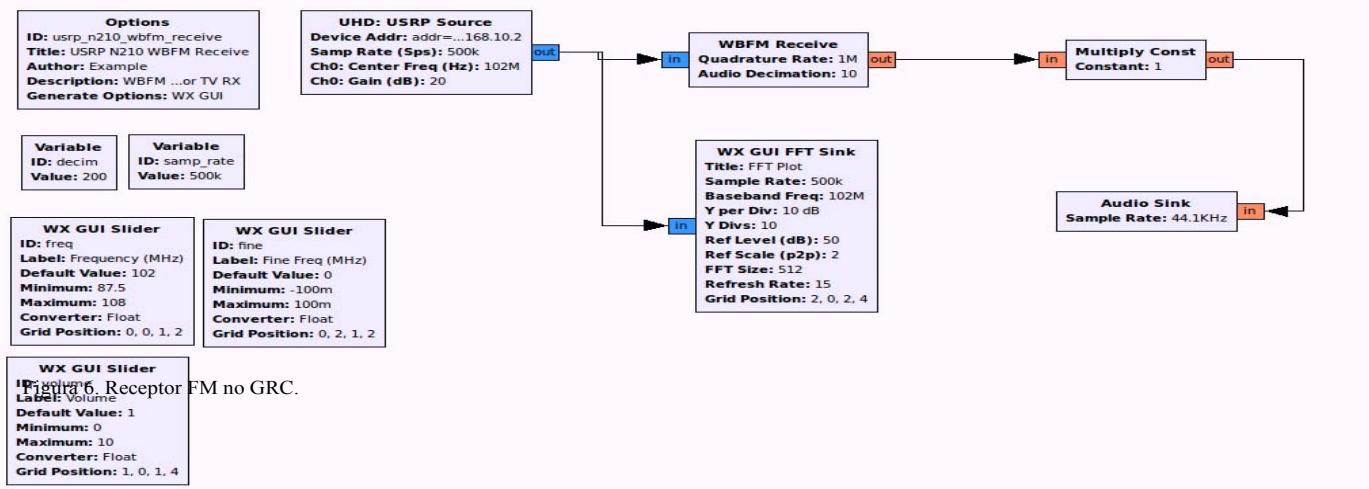 Options
ID: usrp_n210_wbfm_receive
Title: USRP N210 WBFM Receive
Author: Example
Description: WBFM ...or TV RX
Generate Options: WX GUI
UHD: USRP Source
Device Addr: addr=...168.10.2
Samp Rate (Sps): 500k
Ch0: Center Freq (Hz): 102M
Ch0: Gain (dB): 20
out
in
WBFM Receive
Quadrature Rate: 1M
Audio Decimation: 10
out
in
Multiply Const
Constant: 1
out
Variable
ID: decim
Value: 200
Variable
ID: samp_rate
Value: 500k
in
WX GUI FFT Sink
Title: FFT Plot
Sample Rate: 500k
Baseband Freq: 102M
Y per Div: 10 dB
Y Divs: 10
Ref Level (dB): 50
Ref Scale (p2p): 2
FFT Size: 512
Refresh Rate: 15
Grid Position: 2, 0, 2, 4
Audio Sink
Sample Rate: 44.1KHz
in
WX GUI Slider
ID: freq
Label: Frequency (MHz)
Default Value: 102
Minimum: 87.5
Maximum: 108
Converter: Float
Grid Position: 0, 0, 1, 2
WX GUI Slider
ID: fine
Label: Fine Freq (MHz)
Default Value: 0
Minimum: -100m
Maximum: 100m
Converter: Float
Grid Position: 0, 2, 1, 2
WX GUI Slider
ID: volume
Figura 6. Receptor FM no GRC.
Label: Volume
Default Value: 1
Minimum: 0
Maximum: 10
Converter: Float
Grid Position: 1, 0, 1, 4